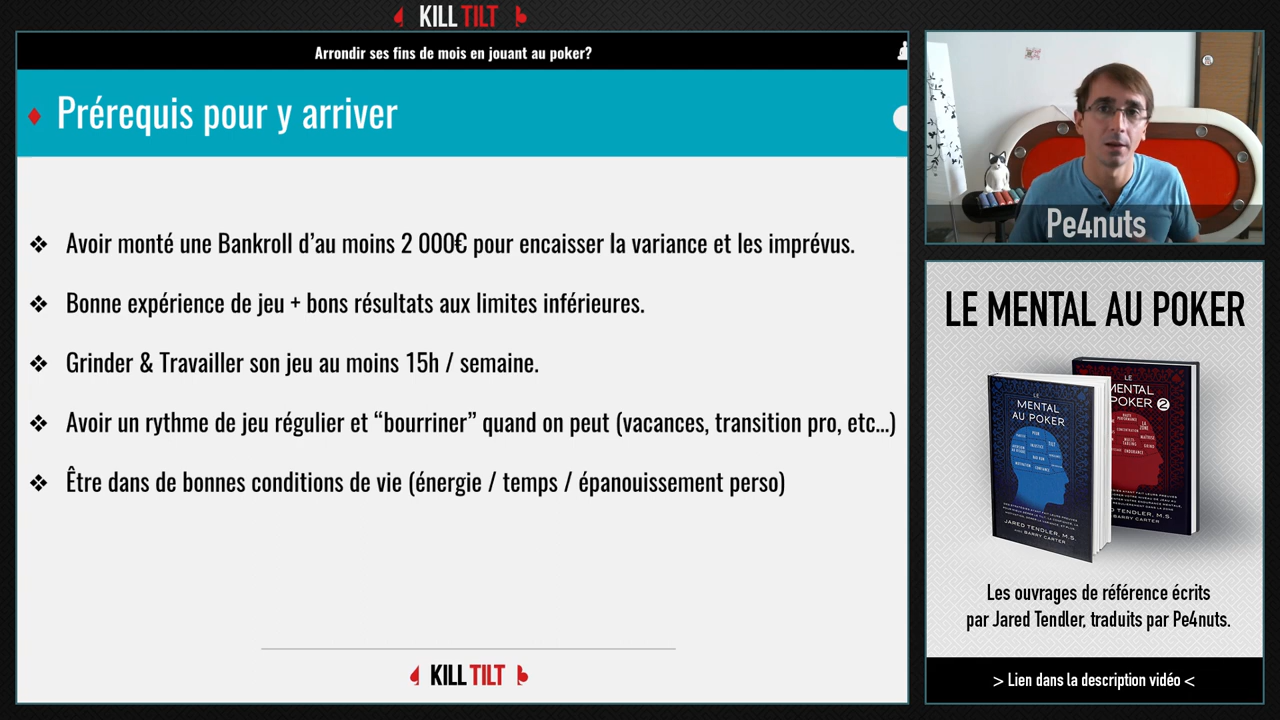 KILL TILT
Arrondir ses fins de mois en jouant au poker?
Prérequis pour y arriver
❖ Avoir monté une Bankroll d’au moins 2 000€ pour encaisser la variance et les imprévus.
❖ Bonne expérience de jeu + bons résultats aux limites inférieures.
❖ Grinder & Travailler son jeu au moins 15h / semaine.
❖ Avoir un rythme de jeu régulier et “bourriner” quand on peut (vacances, transition pro, etc...)
❖ Être dans de bonnes conditions de vie (énergie / temps / épanouissement perso)
KILL TILT
Pe4nuts
LE MENTAL AU POKER
LE
MENTAL
AU POKER
JARED TENDLER, M.S.
BARRY CARTER
LE
MENTAL
POKER 2
TENDLER, M.S.
BARRY CARTER
Les ouvrages de référence écrits
par Jared Tendler, traduits par Pe4nuts.
> Lien dans la description vidéo <